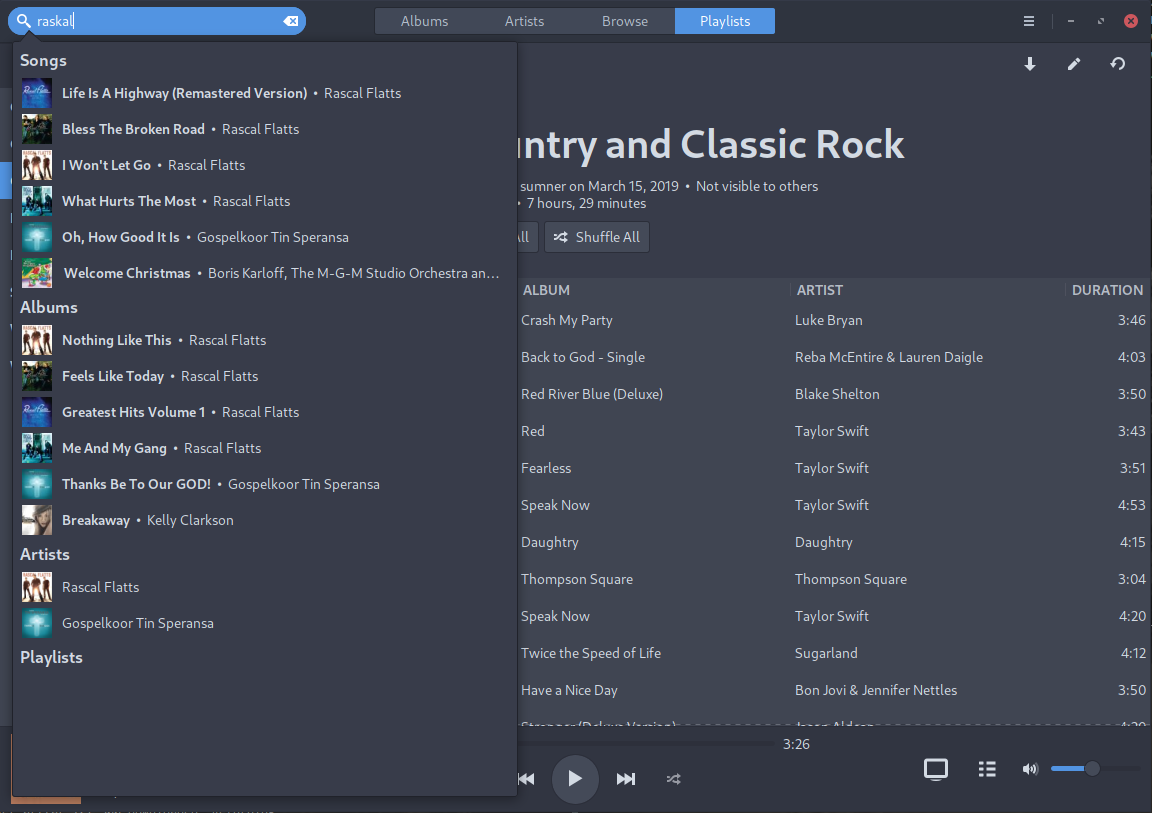 raskal
Albums
Artists
Browse
Playlists
Songs
Life Is A Highway (Remastered Version) • Rascal Flatts
Bless The Broken Road • Rascal Flatts
I Won't Let Go • Rascal Flatts
What Hurts The Most • Rascal Flatts
Oh, How Good It Is • Gospelkoor Tin Speransa
Welcome Christmas • Boris Karloff, The M-G-M Studio Orchestra an…
Albums
Nothing Like This • Rascal Flatts
Feels Like Today • Rascal Flatts
Greatest Hits Volume 1 • Rascal Flatts
Me And My Gang • Rascal Flatts
Thanks Be To Our GOD! • Gospelkoor Tin Speransa
Breakaway • Kelly Clarkson
Artists
Rascal Flatts
Gospelkoor Tin Speransa
Playlists
untry and Classic Rock
sumner on March 15, 2019 • Not visible to others
• 7 hours, 29 minutes
All
Shuffle All
ALBUM ARTIST DURATION
Crash My Party Luke Bryan 3:46
Back to God - Single Reba McEntire & Lauren Daigle 4:03
Red River Blue (Deluxe) Blake Shelton 3:50
Red Taylor Swift 3:43
Fearless Taylor Swift 3:51
Speak Now Taylor Swift 4:53
Daughtry Daughtry 4:15
Thompson Square Thompson Square 3:04
Speak Now Taylor Swift 4:20
Twice the Speed of Life Sugarland 4:12
Have a Nice Day Bon Jovi & Jennifer Nettles 3:50
3:26